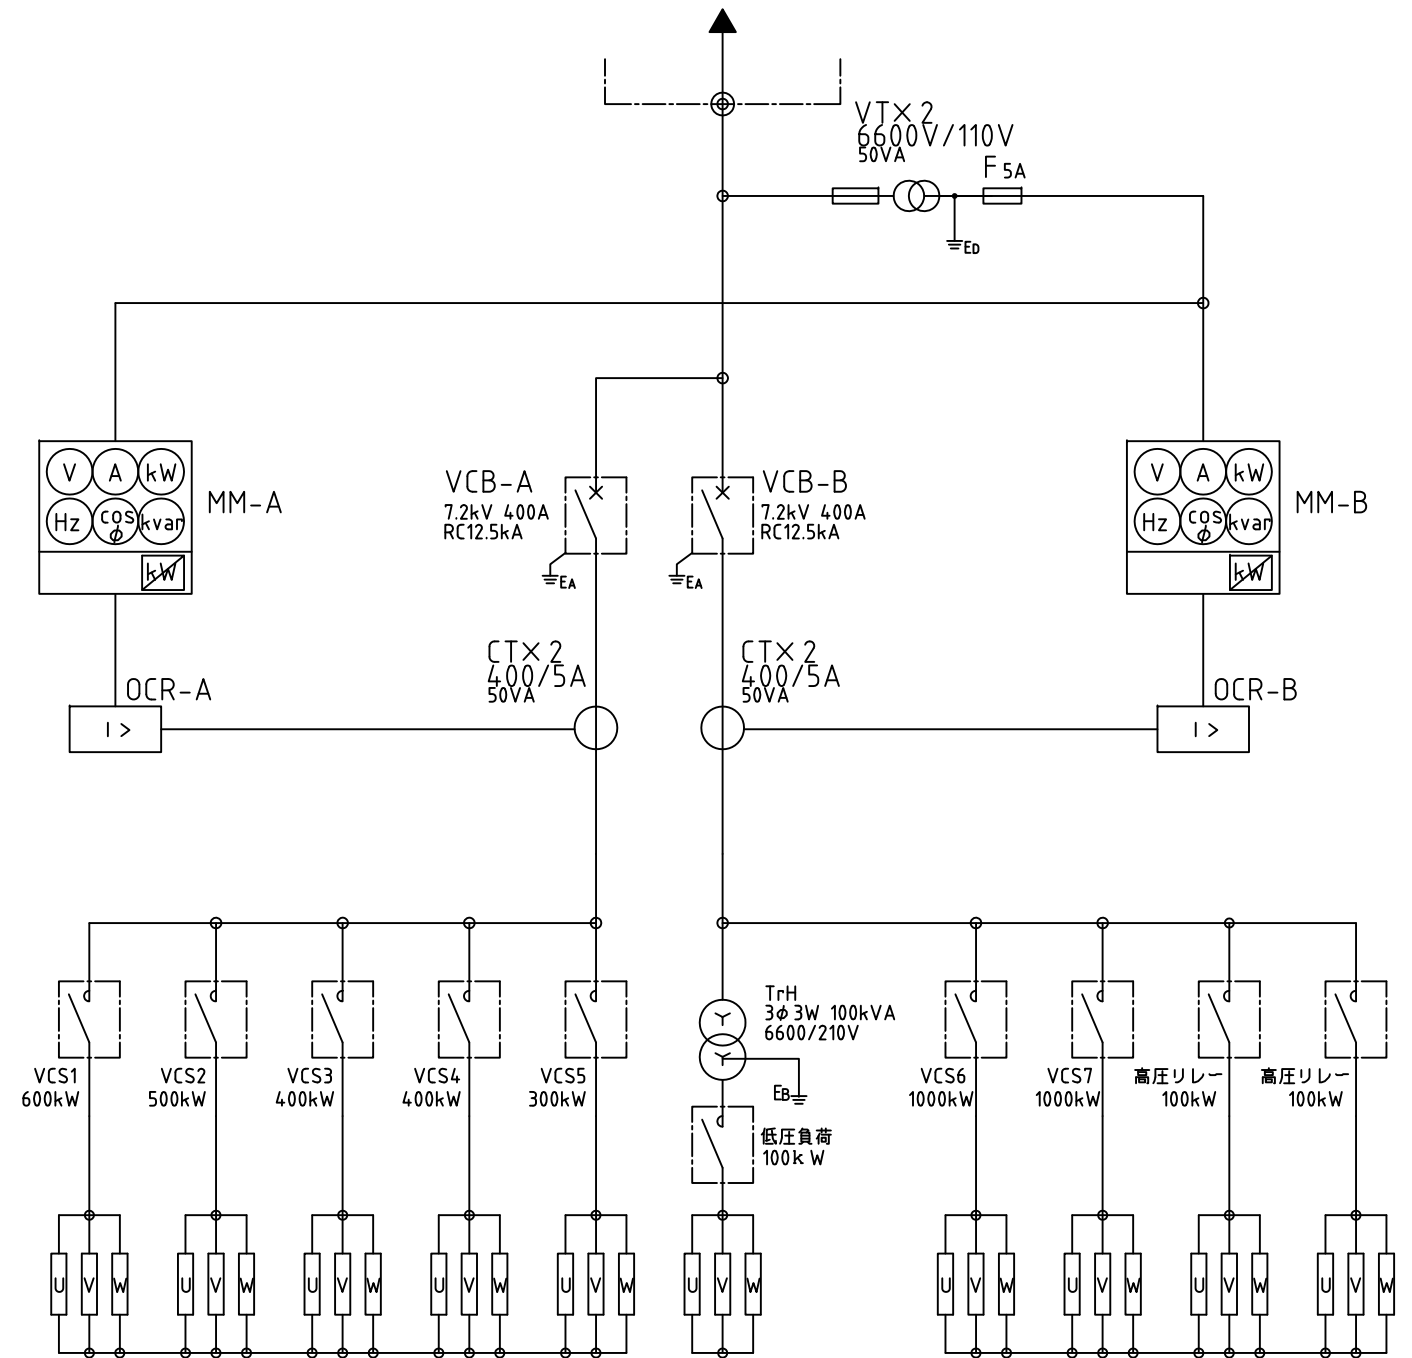 VT×2
6600V/110V
50VA
F 5A
ED
V A kW
Hz cosφ kvar
kW
MM-A
VCB-A
7.2kV 400A
RC12.5kA
EA
VCB-B
7.2kV 400A
RC12.5kA
EA
V A kW
Hz cosφ kvar
kW
MM-B
CT×2
400/5A
50VA
CT×2
400/5A
50VA
OCR-A
I >
OCR-B
I >
TrH
3φ3W 100kVA
6600/210V
Y
Y
EB
VCS1
600kW
VCS2
500kW
VCS3
400kW
VCS4
400kW
VCS5
300kW
低圧負荷
100kW
VCS6
1000kW
VCS7
1000kW
高圧リレー
100kW
高圧リレー
100kW
U V W
U V W
U V W
U V W
U V W
U V W
U V W
U V W
U V W
U V W